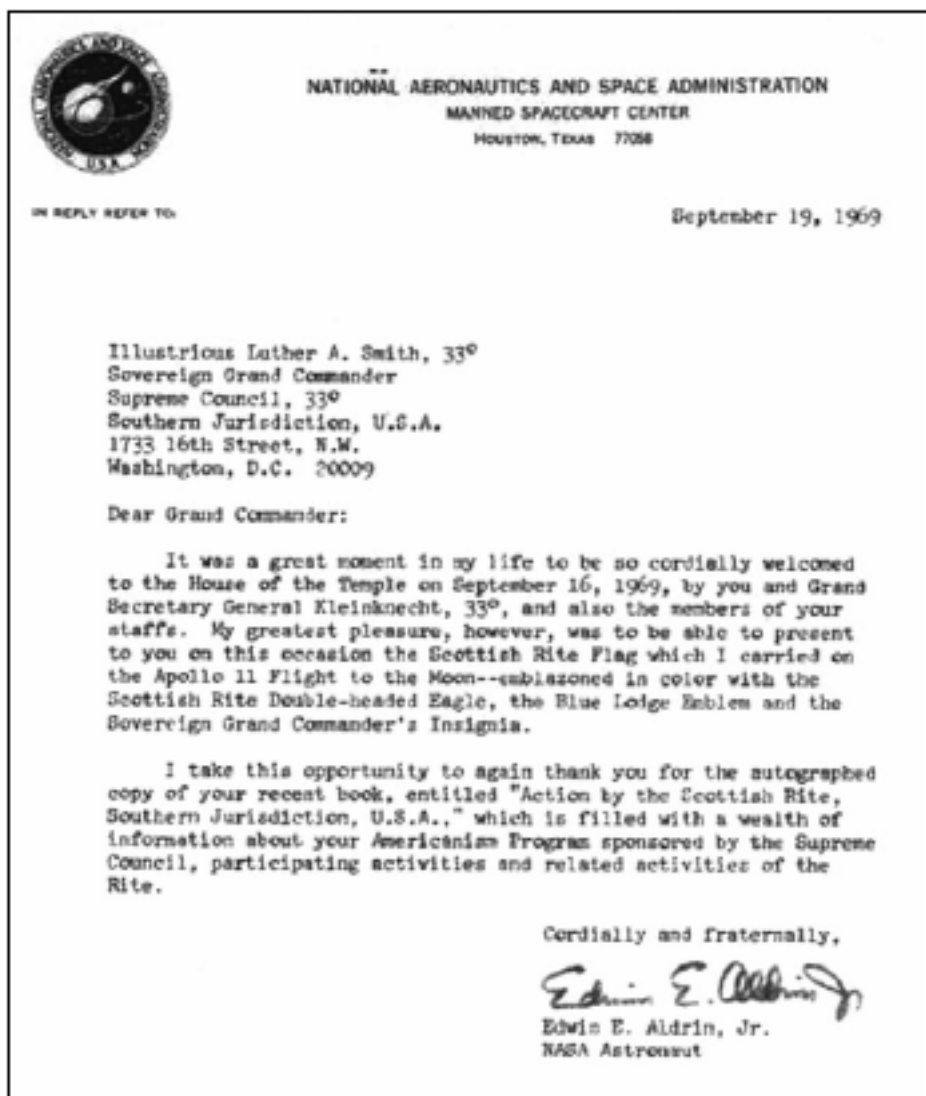 NATIONAL AERONAUTICS AND SPACE ADMINISTRATION
U.S.A.
NATIONAL AERONAUTICS AND SPACE ADMINISTRATION
MANNED SPACECRAFT CENTER
HOUSTON, TEXAS 77058
IN REPLY REFER TO:
September 19, 1969
Illustrious Luther A. Smith, 33°
Sovereign Grand Commander
Supreme Council, 33°
Southern Jurisdiction, U.S.A.
1733 16th Street, N.W.
Washington, D.C. 20009
Dear Grand Commander:
It was a great moment in my life to be so cordially welcomed
to the House of the Temple on September 16, 1969, by you and Grand
Secretary General Kleinknecht, 33°, and also the members of your
staffs. My greatest pleasure, however, was to be able to present
to you on this occasion the Scottish Rite Flag which I carried on
the Apollo 11 Flight to the Moon--emblazoned in color with the
Scottish Rite Double-headed Eagle, the Blue Lodge Emblem and the
Sovereign Grand Commander's Insignia.
I take this opportunity to again thank you for the autographed
copy of your recent book, entitled "Action by the Scottish Rite,
Southern Jurisdiction, U.S.A.," which is filled with a wealth of
information about your Americanism Program sponsored by the Supreme
Council, participating activities and related activities of the
Rite.
Cordially and fraternally,
Edwin E. Aldrin Jr
Edwin E. Aldrin, Jr.
NASA Astronaut